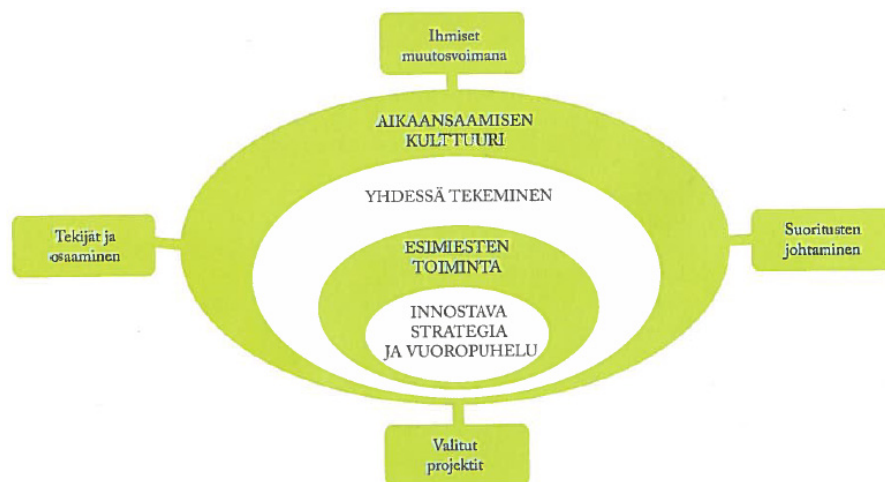 Ihmiset
muutosvoimana
AIKAANSAAMISEN
KULTTUURI
YHDESSÄ TEKEMINEN
Tekijät ja
osaaminen
ESIMIESTEN
TOIMINTA
Suoritusten
johtaminen
INNOSTAVA
STRATEGIA
JA VUOROPUHELU
Valitut
projektit